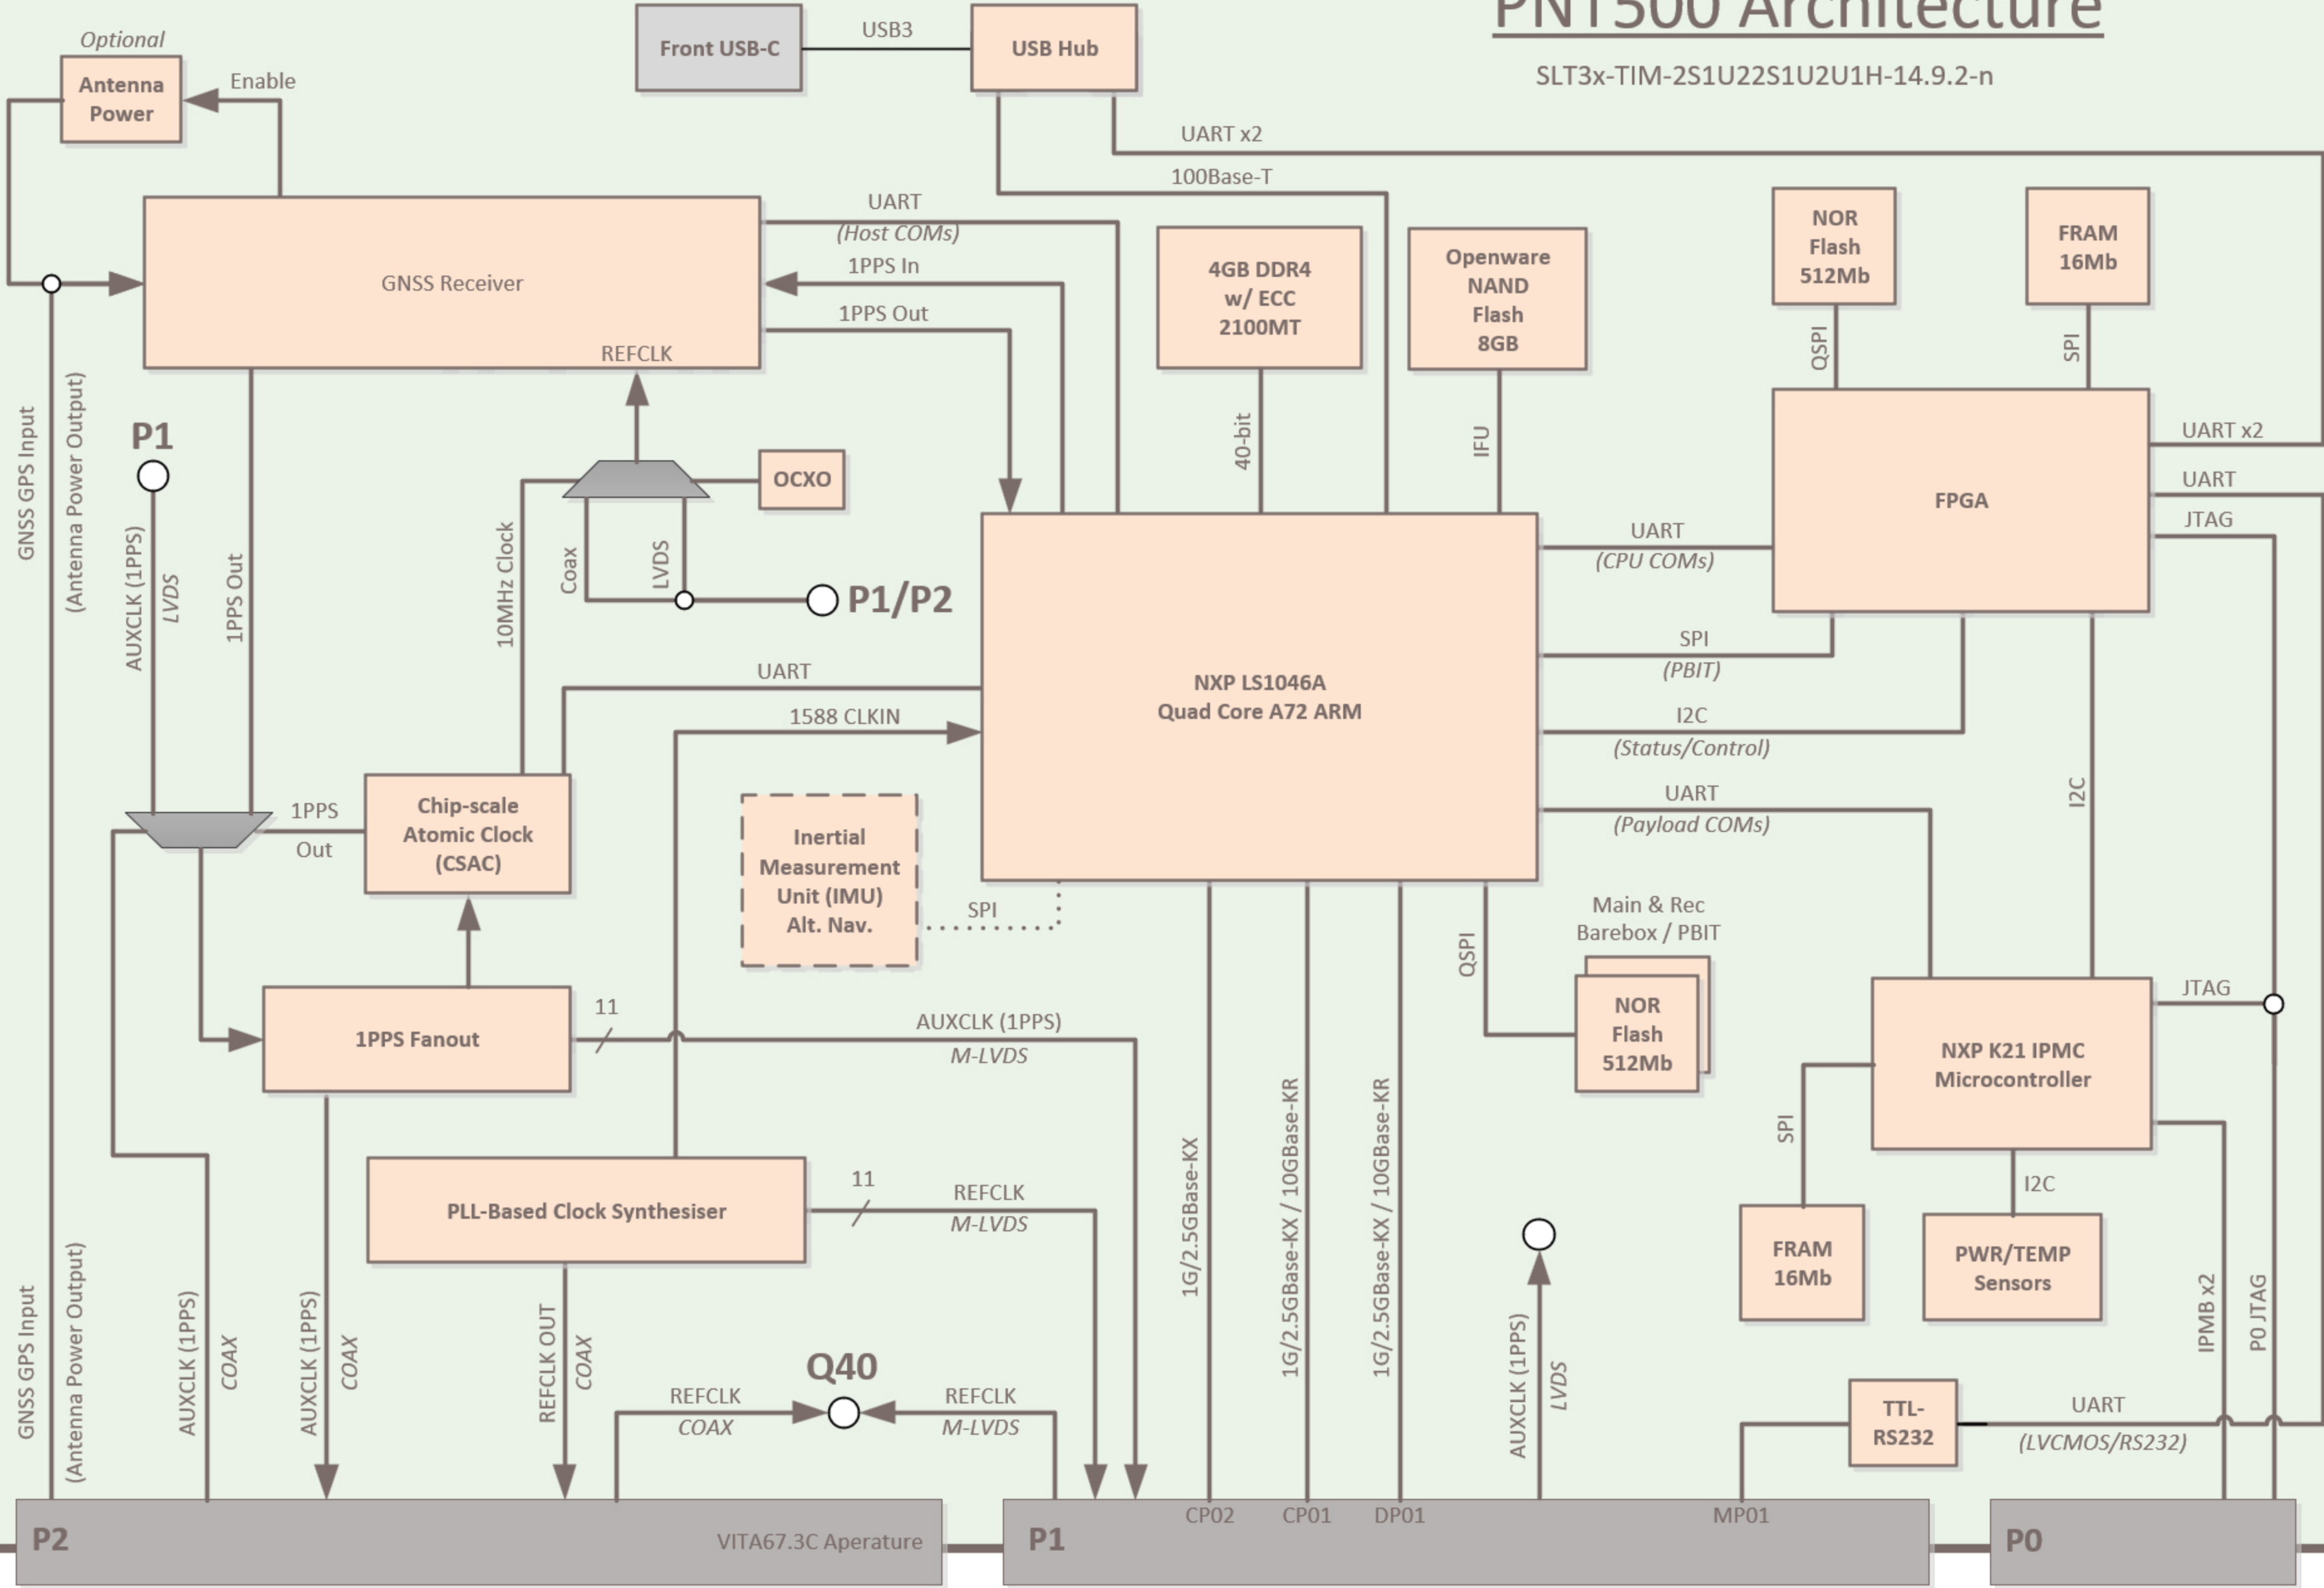 PNT500 Architecture
SLT3x-TIM-2S1U22S1U2U1H-14.9.2-n
Optional
Antenna
Power
Enable
Front USB-C
USB3
USB Hub
UART x2
100Base-T
GNSS Receiver
REFCLK
UART
(Host COMs)
1PPS In
1PPS Out
4GB DDR4
w/ ECC
2100MT
Openware
NAND
Flash
8GB
NOR
Flash
512Mb
FRAM
16Mb
QSPI
SPI
40-bit
IFU
GNSS GPS Input
(Antenna Power Output)
P1
AUXCLK (1PPS)
LVDS
1PPS Out
OCXO
10MHz Clock
Coax
LVDS
P1/P2
FPGA
UART x2
UART
JTAG
UART
(CPU COMs)
SPI
(PBIT)
I2C
(Status/Control)
UART
(Payload COMs)
I2C
NXP LS1046A
Quad Core A72 ARM
UART
1588 CLKIN
1PPS
Out
Chip-scale
Atomic Clock
(CSAC)
Inertial
Measurement
Unit (IMU)
Alt. Nav.
SPI
Main & Rec
Barebox / PBIT
QSPI
NOR
Flash
512Mb
1PPS Fanout
11
AUXCLK (1PPS)
M-LVDS
NXP K21 IPMC
Microcontroller
JTAG
SPI
I2C
FRAM
16Mb
PWR/TEMP
Sensors
PLL-Based Clock Synthesiser
11
REFCLK
M-LVDS
1G/2.5GBase-KX
1G/2.5GBase-KX / 10GBase-KR
1G/2.5GBase-KX / 10GBase-KR
AUXCLK (1PPS)
LVDS
IPMB x2
P0 JTAG
GNSS GPS Input
(Antenna Power Output)
AUXCLK (1PPS)
COAX
AUXCLK (1PPS)
COAX
REFCLK OUT
COAX
Q40
REFCLK
COAX
REFCLK
M-LVDS
TTL-
RS232
UART
(LVCMOS/RS232)
P2
VITA67.3C Aperature
P1
CP02
CP01
DP01
MP01
P0